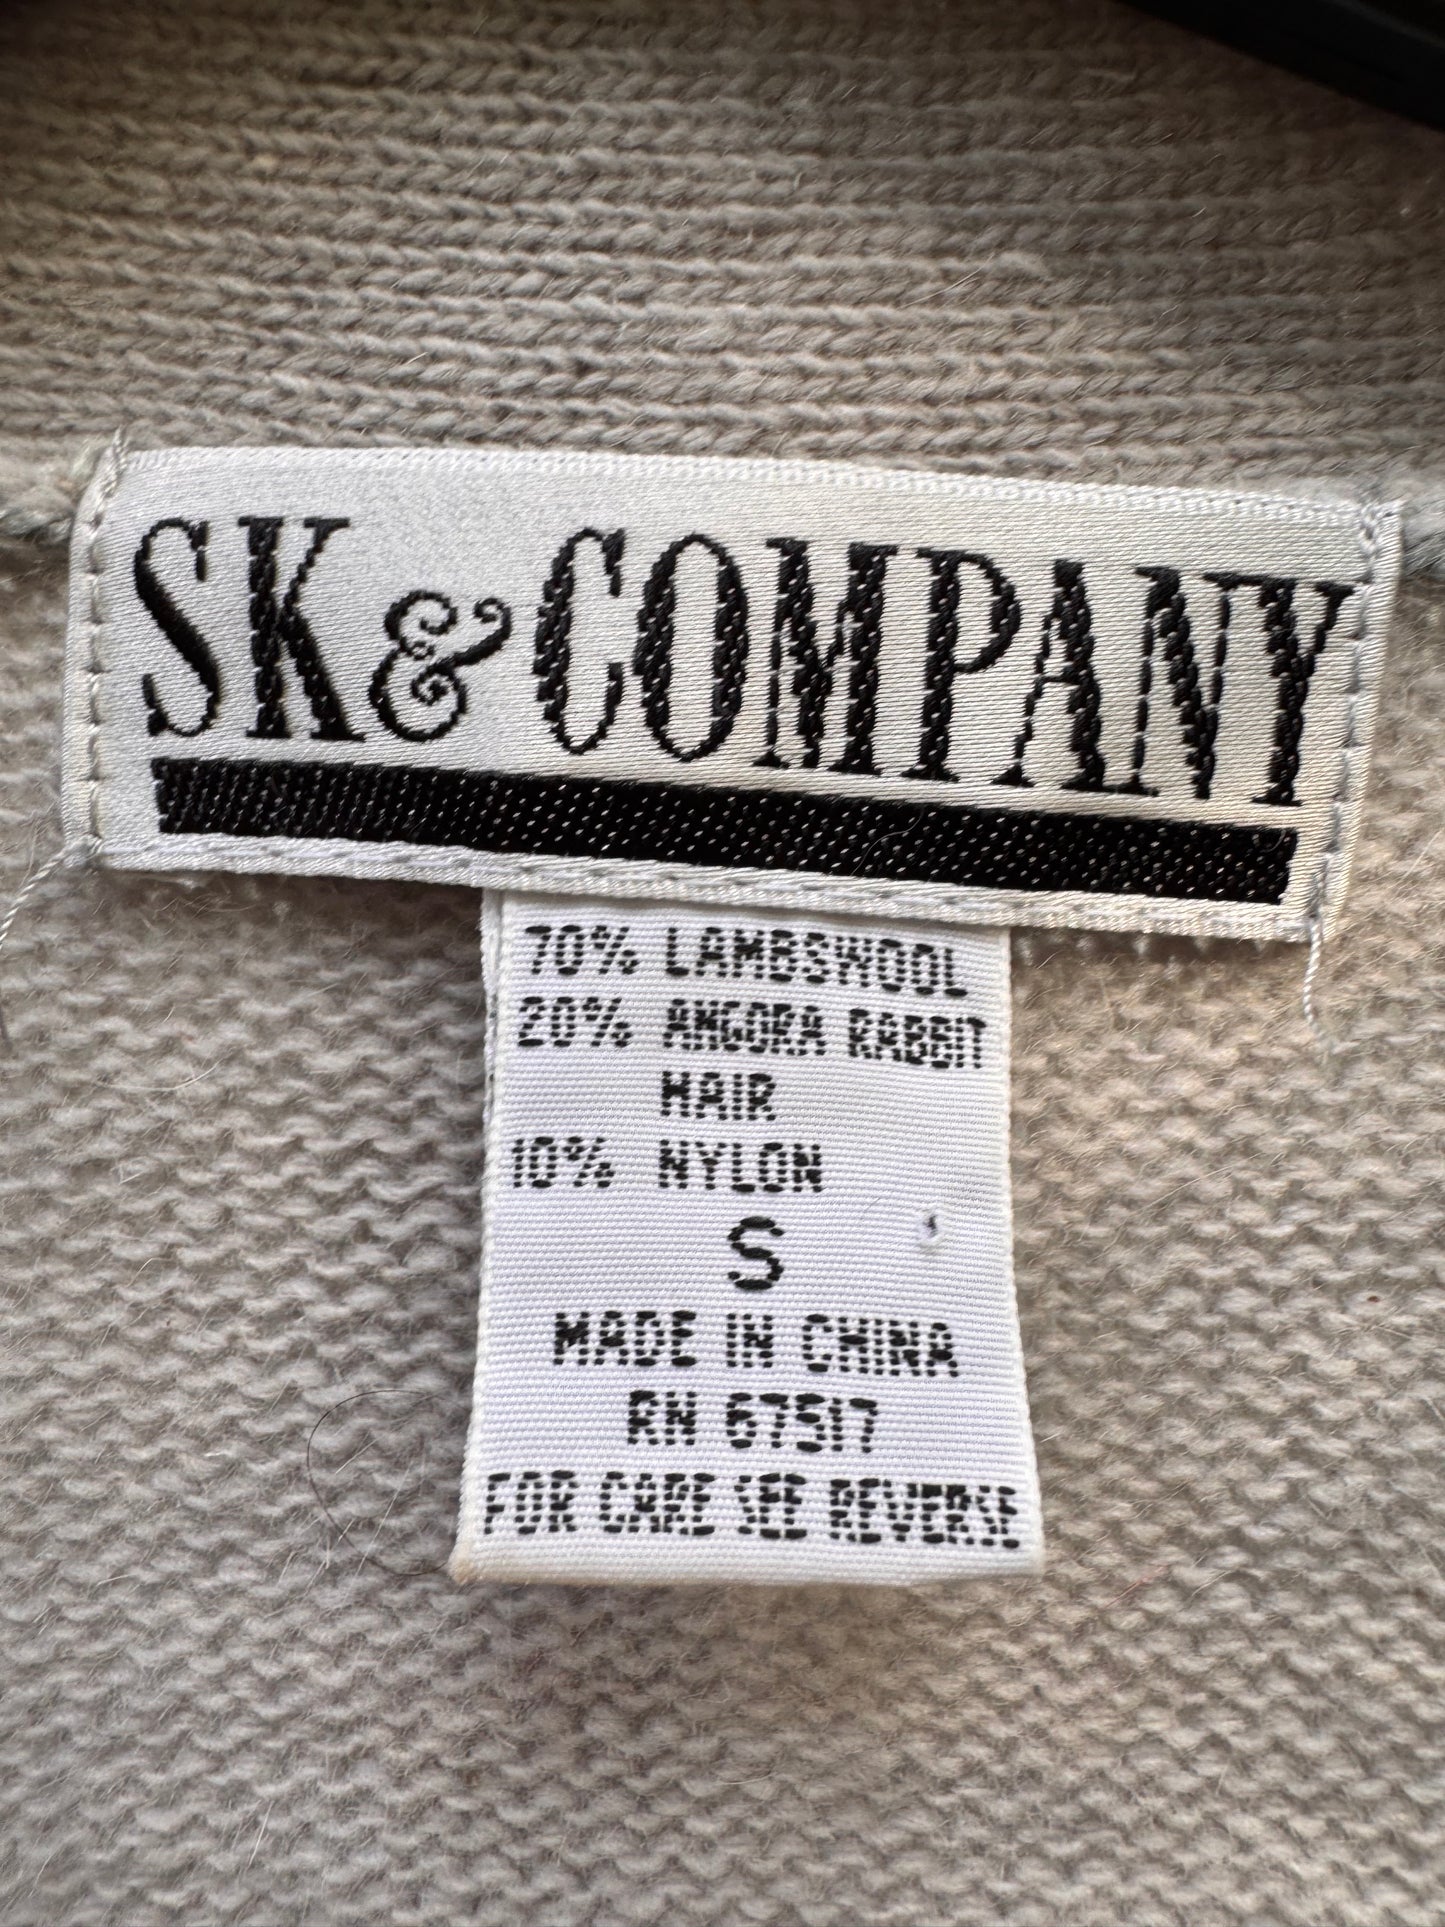 SK & COMPANY
70% LAMBSWOOL
20% ANGORA RABBIT
HAIR
10% NYLON
S
MADE IN CHINA
RN 67517
FOR CARE SEE REVERSE